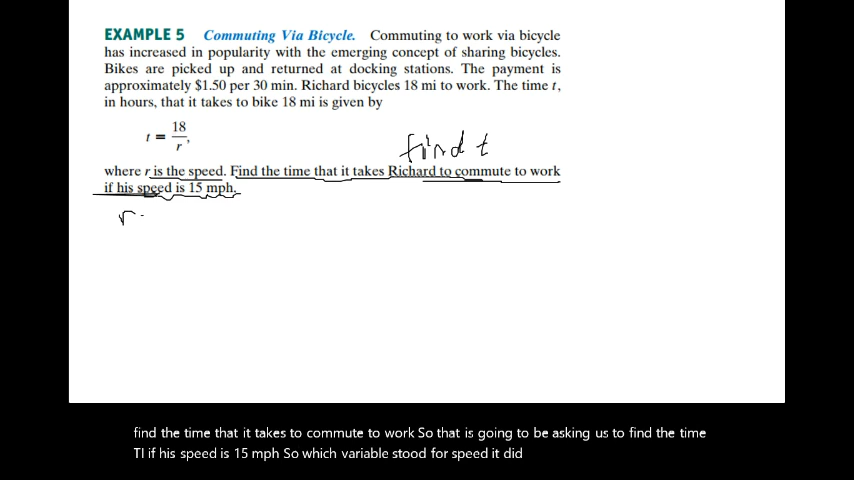 EXAMPLE 5 Commuting Via Bicycle. Commuting to work via bicycle
has increased in popularity with the emerging concept of sharing bicycles.
Bikes are picked up and returned at docking stations. The payment is
approximately $1.50 per 30 min. Richard bicycles 18 mi to work. The time t,
in hours, that it takes to bike 18 mi is given by
t = 18/r,
find t
where r is the speed. Find the time that it takes Richard to commute to work
if his speed is 15 mph.
r
find the time that it takes to commute to work So that is going to be asking us to find the time
TI if his speed is 15 mph So which variable stood for speed it did